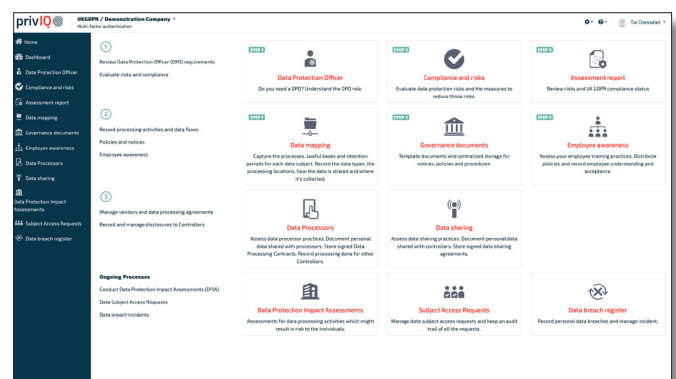 privIQ
UKGDPR / Demonstration Company
Multi-factor authentication
Tai Chesselet
Home
Dashboard
Data Protection Officer
Compliance and risks
Assessment report
Data mapping
Governance documents
Employee awareness
Data Processors
Data sharing
Data Protection Impact
Assessments
Subject Access Requests
Data breach register
1
Review Data Protection Officer (DPO) requirements
Evaluate risks and compliance
STEP 1
Data Protection Officer
Do you need a DPO? Understand the DPO role.
STEP 2
Compliance and risks
Evaluate data protection risks and the measures to
reduce those risks.
STEP 3
Assessment report
Review risks and UK GDPR compliance status
2
Record processing activities and data flows
Policies and notices
Employee awareness
STEP 1
Data mapping
Capture the processes, lawful bases and retention
periods for each data subject. Record the data types, the
processing locations, how the data is shared and where
it's collected.
STEP 2
Governance documents
Template documents and centralised storage for
notices, policies and procedures.
STEP 3
Employee awareness
Assess your employee training practices. Distribute
policies and record employee understanding and
acceptance.
3
Manage vendors and data processing agreements
Record and manage disclosures to Controllers
Data Processors
Assess data processor practices. Document personal
data shared with processors. Store signed Data
Processing Contracts. Record processing done for other
Controllers.
Data sharing
Assess data sharing practices. Document personal data
shared with controllers. Store signed data sharing
agreements.
Ongoing Processes
Conduct Data Protection Impact Assessments (DPIA)
Data Subject Access Requests
Data breach incidents
Data Protection Impact Assessments
Assessments for data processing activities which might
result in risk to the individuals.
Subject Access Requests
Manage data subject access requests and keep an audit
trail of all the requests.
Data breach register
Record personal data breaches and manage incident.